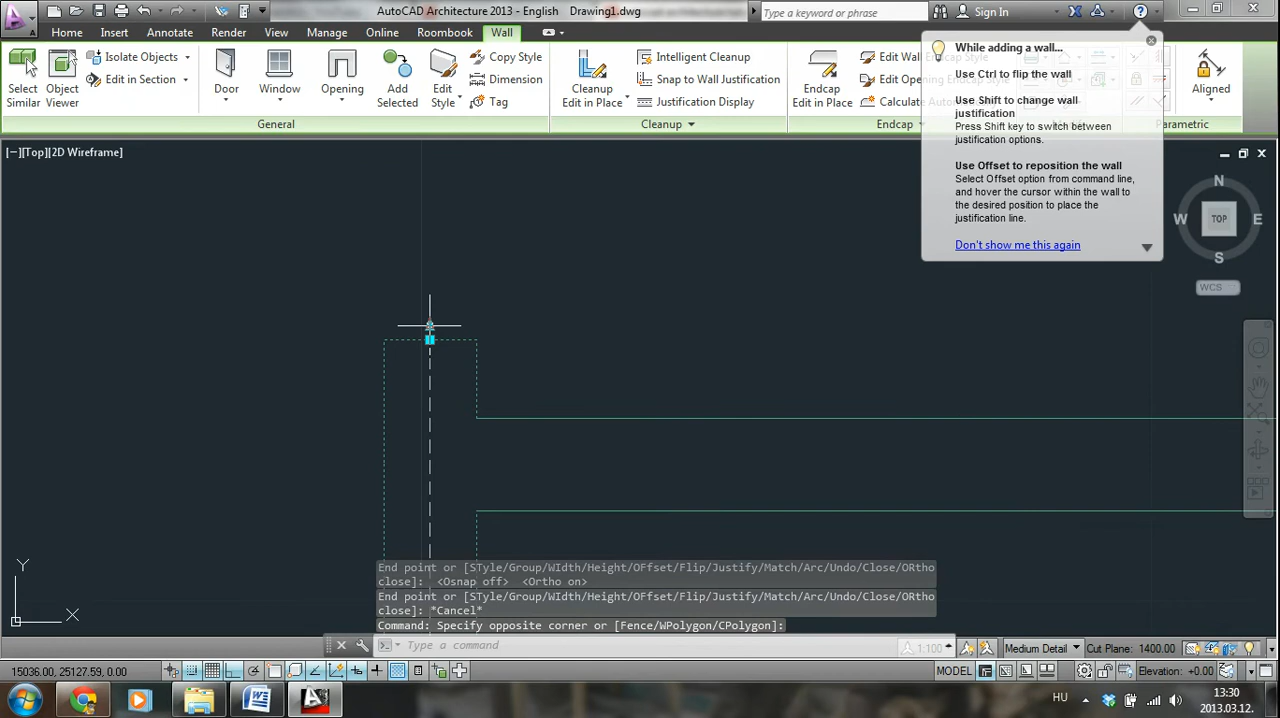 AutoCAD Architecture 2013 - English Drawing1.dwg
Type a keyword or phrase
Sign In
Home Insert Annotate Render View Manage Online Roombook Wall
Select Similar
Object Viewer
Isolate Objects
Edit in Section
Door
Window
Opening
Add Selected
Edit Style
Copy Style
Dimension
Tag
General
Cleanup Edit in Place
Intelligent Cleanup
Snap to Wall Justification
Justification Display
Cleanup
Endcap Edit in Place
Edit Wall
Edit Opening
Calculate
Endcap
Aligned
Parametric
While adding a wall...
Use Ctrl to flip the wall
Use Shift to change wall
justification
Press Shift key to switch between
justification options.
Use Offset to reposition the wall
Select Offset option from command line,
and hover the cursor within the wall to
the desired position to place the
justification line.
Don't show me this again
[−][Top][2D Wireframe]
N
W TOP E
S
WCS
Y
X
End point or [STyle/Group/WIdth/Height/OFfset/Flip/Justify/Match/Arc/Undo/Close/ORtho
close]: <Osnap off> <Ortho on>
End point or [STyle/Group/WIdth/Height/OFfset/Flip/Justify/Match/Arc/Undo/Close/ORtho
close]: *Cancel*
Command: Specify opposite corner or [Fence/WPolygon/CPolygon]:
Type a command
1:100
Medium Detail
Cut Plane: 1400.00
15036.00, 25127.59, 0.00
MODEL
Elevation: +0.00
HU
13:30
2013.03.12.